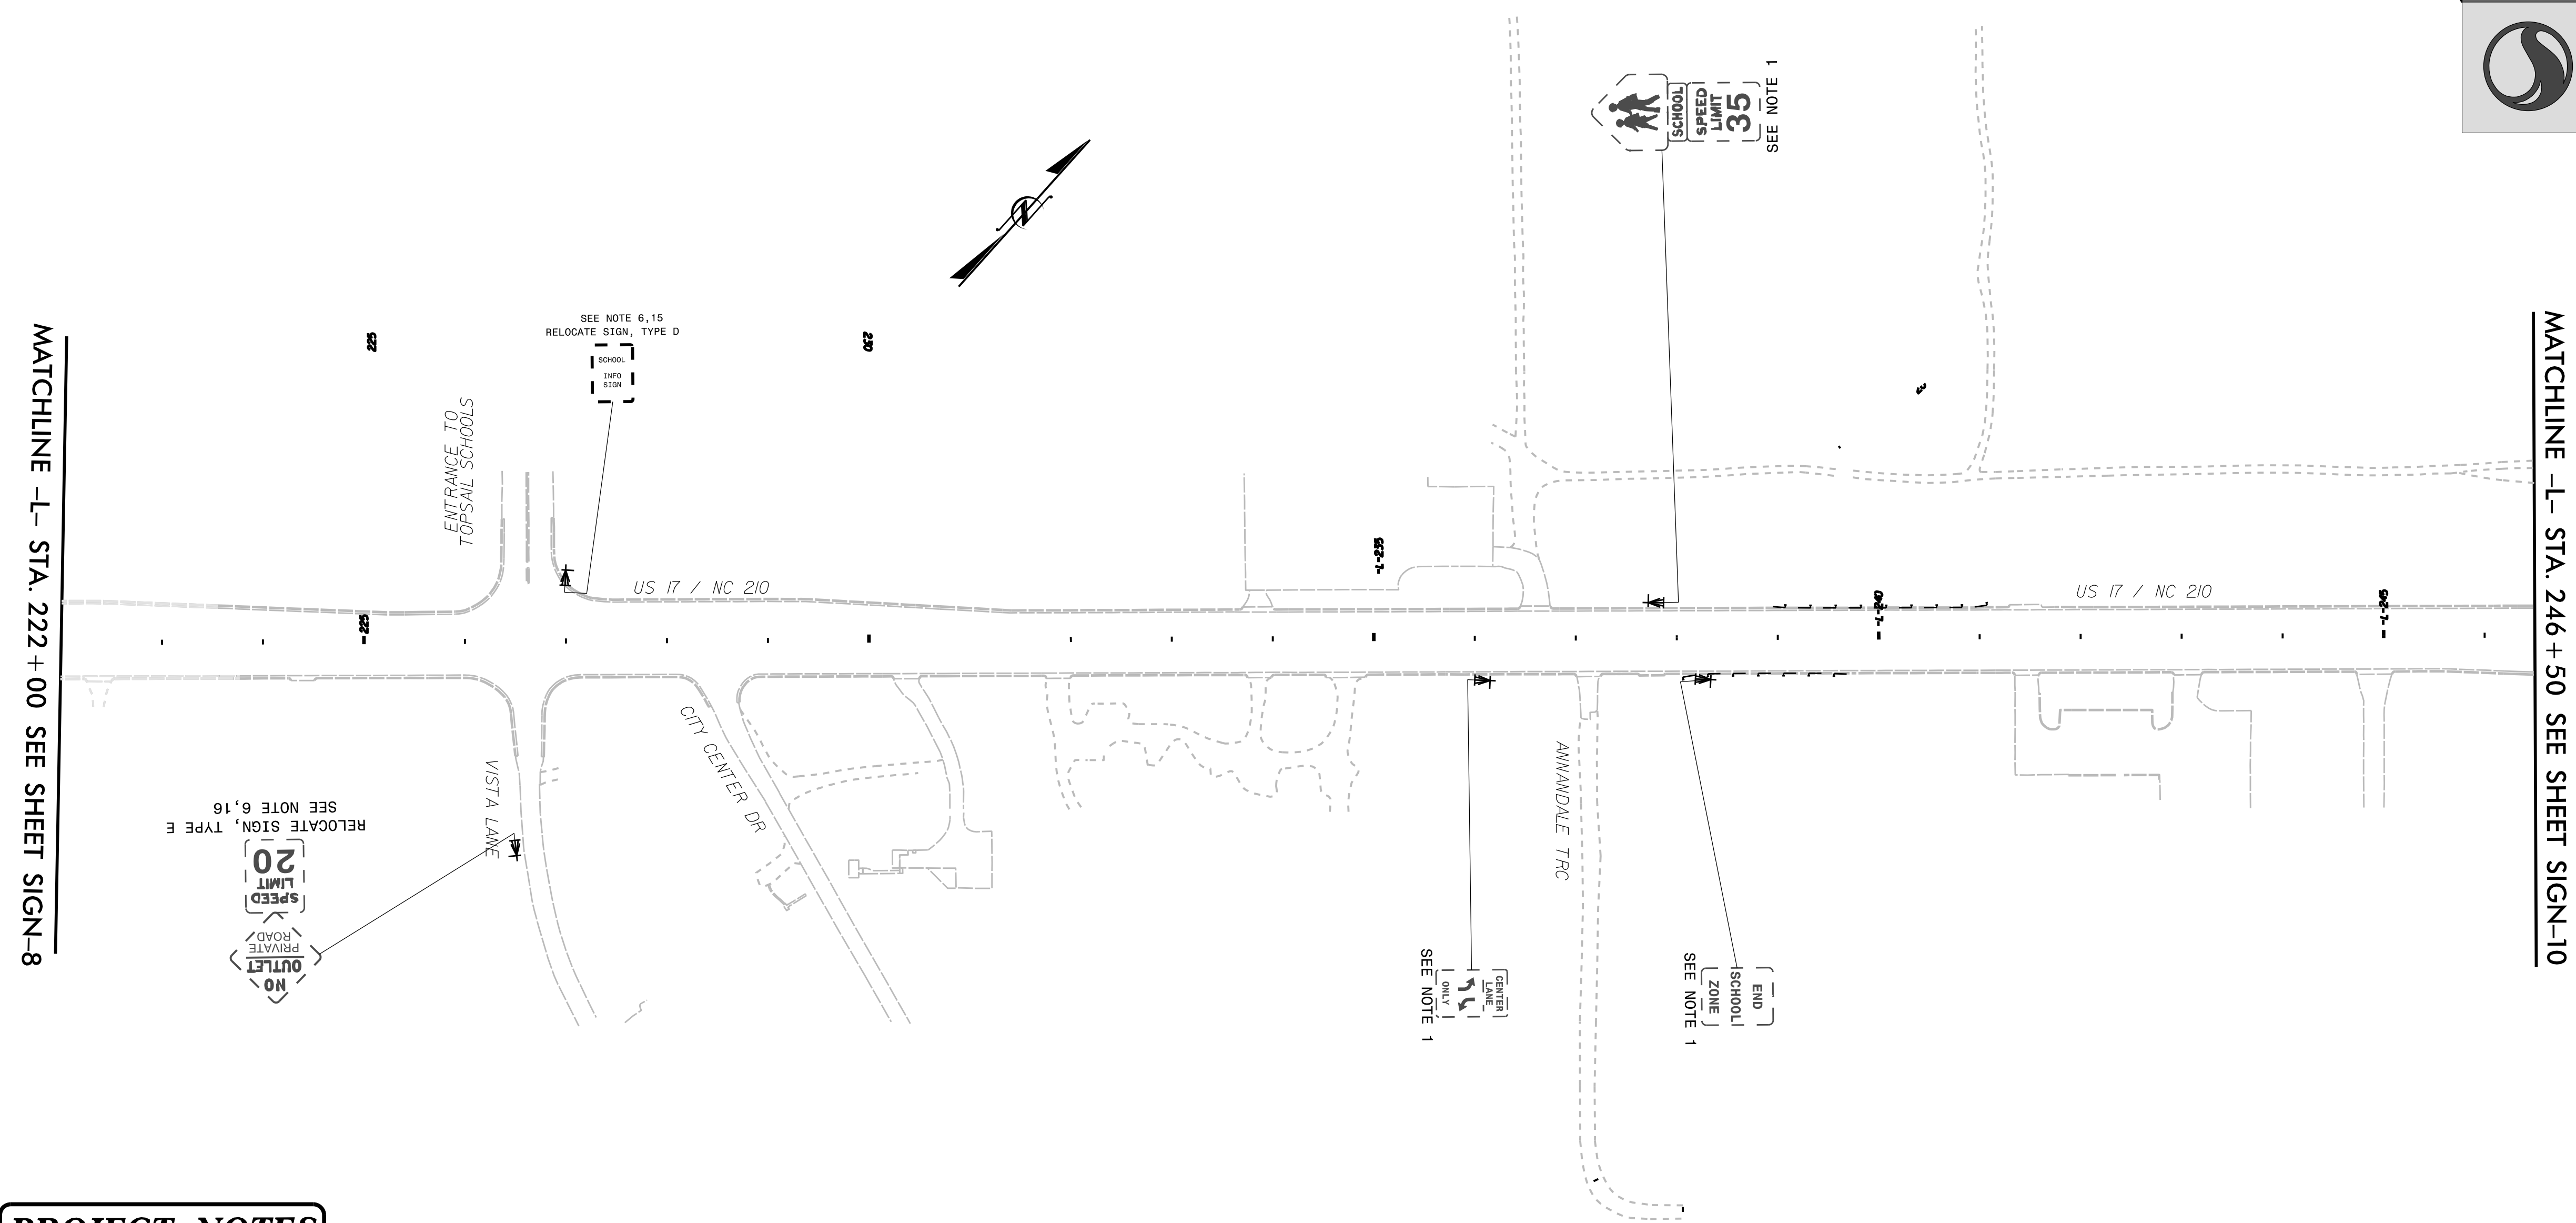 SEE NOTE 1
SCHOOL
SPEED
LIMIT
35
SEE NOTE 6,15
RELOCATE SIGN, TYPE D
SCHOOL
INFO
SIGN
225
230
MATCHLINE -L- STA. 222+00 SEE SHEET SIGN-8
MATCHLINE -L- STA. 246+50 SEE SHEET SIGN-10
ENTRANCE TO
TOPSAIL SCHOOLS
US 17 / NC 210
-L-235
-L-240
US 17 / NC 210
-L-245
225
VISTA LANE
CITY CENTER DR
ANNANDALE TRC
NO
OUTLET
PRIVATE
ROAD
SPEED
LIMIT
20
RELOCATE SIGN, TYPE E
SEE NOTE 6,16
CENTER
LANE
ONLY
SEE NOTE 1
END
SCHOOL
ZONE
SEE NOTE 1
PROJECT NOTES